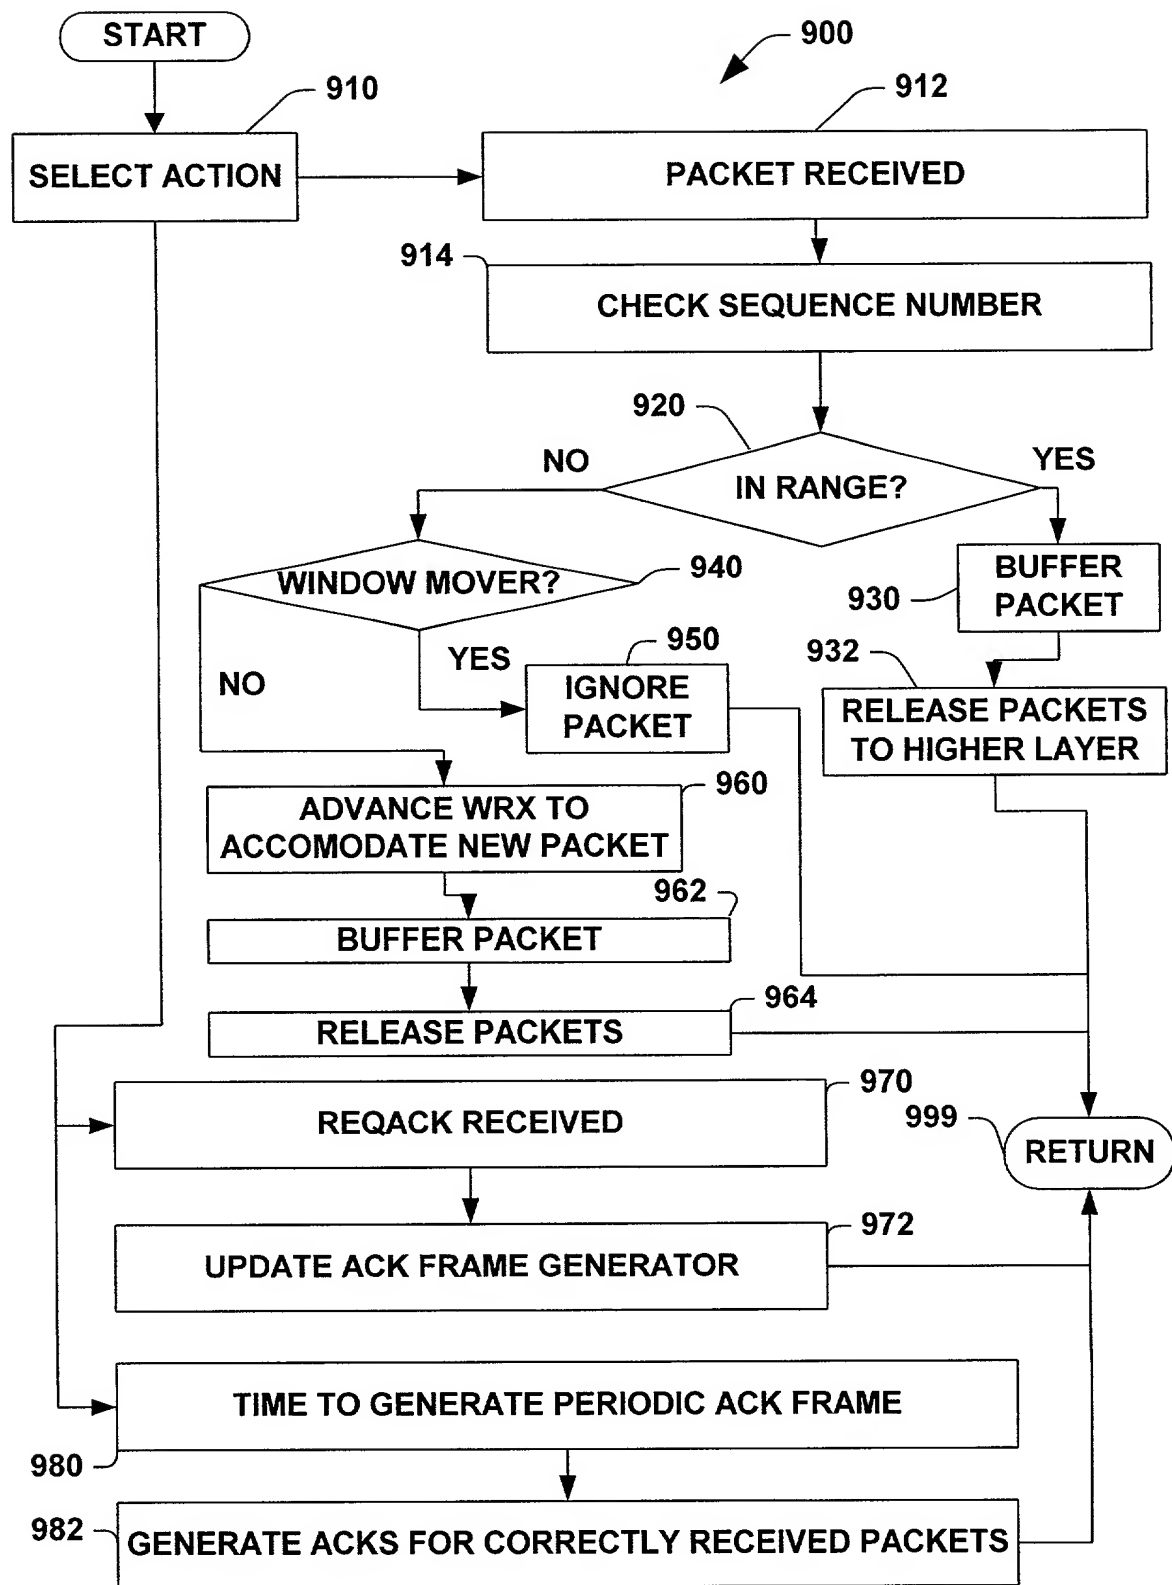 START
900
910
912
SELECT ACTION
PACKET RECEIVED
914
CHECK SEQUENCE NUMBER
920
NO
YES
IN RANGE?
WINDOW MOVER?
940
BUFFER
PACKET
930
NO
YES
950
932
IGNORE
PACKET
RELEASE PACKETS
TO HIGHER LAYER
960
ADVANCE WRX TO
ACCOMODATE NEW PACKET
962
BUFFER PACKET
964
RELEASE PACKETS
970
REQACK RECEIVED
999
RETURN
972
UPDATE ACK FRAME GENERATOR
TIME TO GENERATE PERIODIC ACK FRAME
980
982
GENERATE ACKS FOR CORRECTLY RECEIVED PACKETS